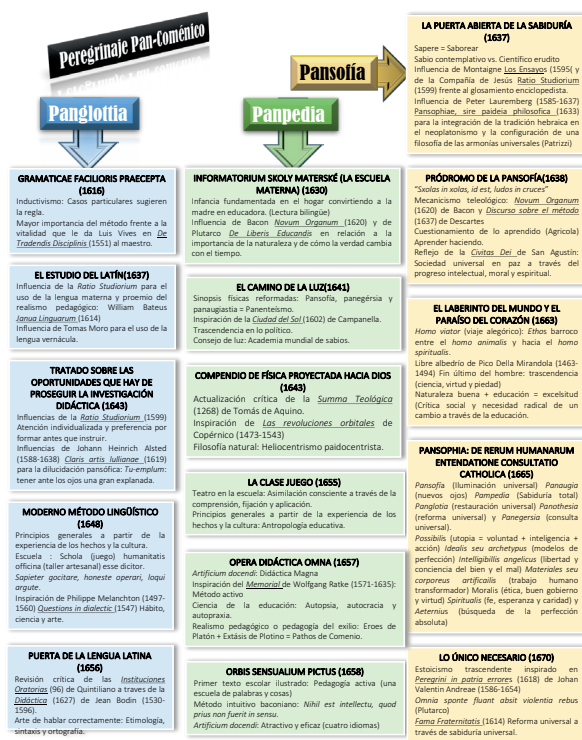 Peregrinaje Pan-Coménico
Panglottia
Panpedia
Pansofía
GRAMATICAE FACILIORIS PRAECEPTA
(1616)
Inductivismo: Casos particulares sugieren
la regla.
Mayor importancia del método frente a la
vitalidad que le da Luis Vives en De
Tradendis Disciplinis (1551) al maestro.
EL ESTUDIO DEL LATÍN(1637)
Influencia de la Ratio Studiorum para el
uso de la lengua materna y proemio del
realismo pedagógico: William Bateus
Janua Linguarum (1614)
Influencia de Tomas Moro para el uso de la
lengua vernácula.
TRATADO SOBRE LAS
OPORTUNIDADES QUE HAY DE
PROSEGUIR LA INVESTIGACIÓN
DIDÁCTICA (1643)
Influencias de la Ratio Studiorum (1599)
Atención individualizada y preferencia por
formar antes que instruir.
Influencias de Johann Heinrich Alsted
(1588-1638) Claris artis lullianae (1619)
para la dilucidación pansófica: Tu-emplum:
tener ante los ojos una gran explanada.
MODERNO MÉTODO LINGÜÍSTICO
(1648)
Principios generales a partir de la
experiencia de los hechos y la cultura.
Escuela : Schola (juego) humanitatis
officina (taller artesanal) esse dicitor.
Sapieter gocitare, honeste operari, loqui
argute.
Inspiración de Philippe Melanchton (1497-
1560) Questions in dialectic (1547) Hábito,
ciencia y arte.
PUERTA DE LA LENGUA LATINA
(1656)
Revisión crítica de las Instituciones
Oratorias (96) de Quintiliano a traves de la
Didáctica (1627) de Jean Bodin (1530-
1596).
Arte de hablar correctamente: Etimología,
sintaxis y ortografía.
INFORMATORIUM SKOLY MATERSKÉ (LA ESCUELA
MATERNA) (1630)
Infancia fundamentada en el hogar convirtiendo a la
madre en educadora. (Lectura bilingüe)
Influencia de Bacon Novum Organum (1620) y de
Plutarco De Liberis Educandis en relación a la
importancia de la naturaleza y de cómo la verdad cambia
con el tiempo.
EL CAMINO DE LA LUZ(1641)
Sinopsis físicas reformadas: Pansofía, panegérsia y
panaugiastia = Panenteísmo.
Inspiración de la Ciudad del Sol (1602) de Campanella.
Trascendencia en lo político.
Consejo de luz: Academia mundial de sabios.
COMPENDIO DE FÍSICA PROYECTADA HACIA DIOS
(1643)
Actualización crítica de la Summa Teológica
(1268) de Tomás de Aquino.
Inspiración de Las revoluciones orbitales de
Copérnico (1473-1543)
Filosofía natural: Heliocentrismo paidocentrista.
LA CLASE JUEGO (1655)
Teatro en la escuela: Asimilación consciente a través de la
comprensión, fijación y aplicación.
Principios generales a partir de la experiencia de los
hechos y la cultura: Antropología educativa.
OPERA DIDÁCTICA OMNA (1657)
Artificium docendi: Didáctica Magna
Inspiración del Memorial de Wolfgang Ratke (1571-1635):
Método activo
Ciencia de la educación: Autopsia, autocracia y
autopraxia.
Realismo pedagógico o pedagogía del exilio: Eroes de
Platón + Extásis de Plotino = Pathos de Comenio.
ORBIS SENSUALIUM PICTUS (1658)
Primer texto escolar ilustrado: Pedagogía activa (una
escuela de palabras y cosas)
Método intuitivo baconiano: Nihil est intellectu, quod
prius non fuerit in sensu.
Artificium docendi: Atractivo y eficaz (cuatro idiomas)
LA PUERTA ABIERTA DE LA SABIDURÍA
(1637)
Sapere = Saborear
Sabio contemplativo vs. Científico erudito
Influencia de Montaigne Los Ensayos (1595( y
de la Compañía de Jesús Ratio Studiorium
(1599) frente al glosamiento enciclopedista.
Influencia de Peter Lauremberg (1585-1637)
Pansophiae, sire paideia philosofica (1633)
para la integración de la tradición hebraica en
el neoplatonismo y la configuración de una
filosofía de las armonías universales (Patrizzi)
PRÓDROMO DE LA PANSOFÍA(1638)
"Sxolas in xolas, id est, ludos in cruces"
Mecanismo teleológico: Novum Organum
(1620) de Bacon y Discurso sobre el método
(1637) de Descartes
Cuestionamiento de lo aprendido (Agricola)
Aprender haciendo.
Reflejo de la Civitas Dei de San Agustín:
Sociedad universal en paz a través del
progreso intelectual, moral y espiritual.
EL LABERINTO DEL MUNDO Y EL
PARAÍSO DEL CORAZÓN (1663)
Homo viator (viaje alegórico): Ethos barroco
entre el homo animalis y hacia el homo
spiritualis.
Libre albedrío de Pico Della Mirandola (1463-
1494) Fin último del hombre: trascendencia
(ciencia, virtud y piedad)
Naturaleza buena + educación = excelsitud
(Crítica social y necesidad radical de un
cambio a través de la educación.
PANSOPHIA: DE RERUM HUMANARUM
ENTENDATIONE CONSULTATIO
CATHOLICA (1665)
Pansofía (Iluminación universal) Panaugia
(nuevos ojos) Pampedia (Sabiduría total)
Panglotia (restauración universal) Panothesia
(reforma universal) y Panegersia (consulta
universal).
Possibilis (utopia = voluntad + inteligencia +
acción) Idealis seu archetypus (modelos de
perfección) Intelligibillis angelicus (libertad y
conciencia del bien y el mal) Materiales seu
corporeus artificailis (trabajo humano
transformador) Moralis (ética, buen gobierno
y virtud) Spiritualis (fe, esperanza y caridad) y
Aeternius (búsqueda de la perfección
absoluta)
LO ÚNICO NECESARIO (1670)
Estoicismo trascendente inspirado en
Peregrini in patria errores (1618) de Johan
Valentin Andreae (1586-1654)
Omnia sponte fluant absit violentia rebus
(Plutarco)
Fama Fraternitatis (1614) Reforma universal a
través de sabiduría universal.